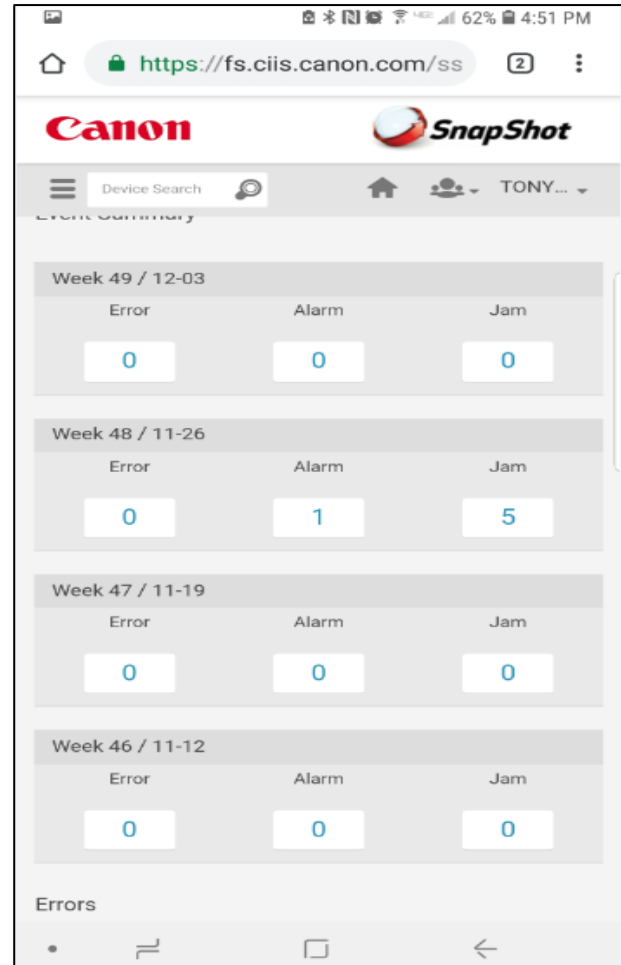 62% 4:51 PM
https://fs.ciis.canon.com/ss 2
Canon SnapShot
Device Search TONY...
Event Summary
Week 49 / 12-03
Error Alarm Jam
0 0 0
Week 48 / 11-26
Error Alarm Jam
0 1 5
Week 47 / 11-19
Error Alarm Jam
0 0 0
Week 46 / 11-12
Error Alarm Jam
0 0 0
Errors